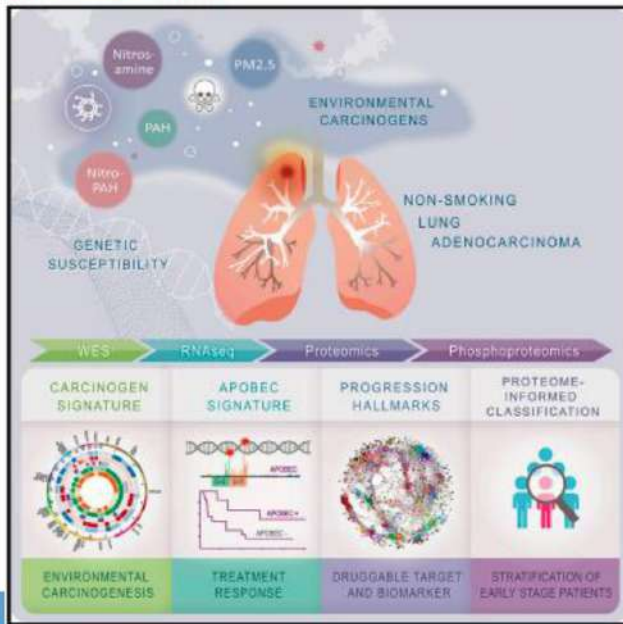 Nitros-
amine
PM2.5
PAH
Nitro-
PAH
ENVIRONMENTAL
CARCINOGENS
NON-SMOKING
LUNG
ADENOCARCINOMA
GENETIC
SUSCEPTIBILITY
WES
RNAseq
Proteomics
Phosphoproteomics
CARCINOGEN
SIGNATURE
APOBEC
SIGNATURE
PROGRESSION
HALLMARKS
PROTEOME-
INFORMED
CLASSIFICATION
APOBEC
APOBEC+
APOBEC-
ENVIRONMENTAL
CARCINOGENESIS
TREATMENT
RESPONSE
DRUGGABLE TARGET
AND BIOMARKER
STRATIFICATION OF
EARLY STAGE PATIENTS